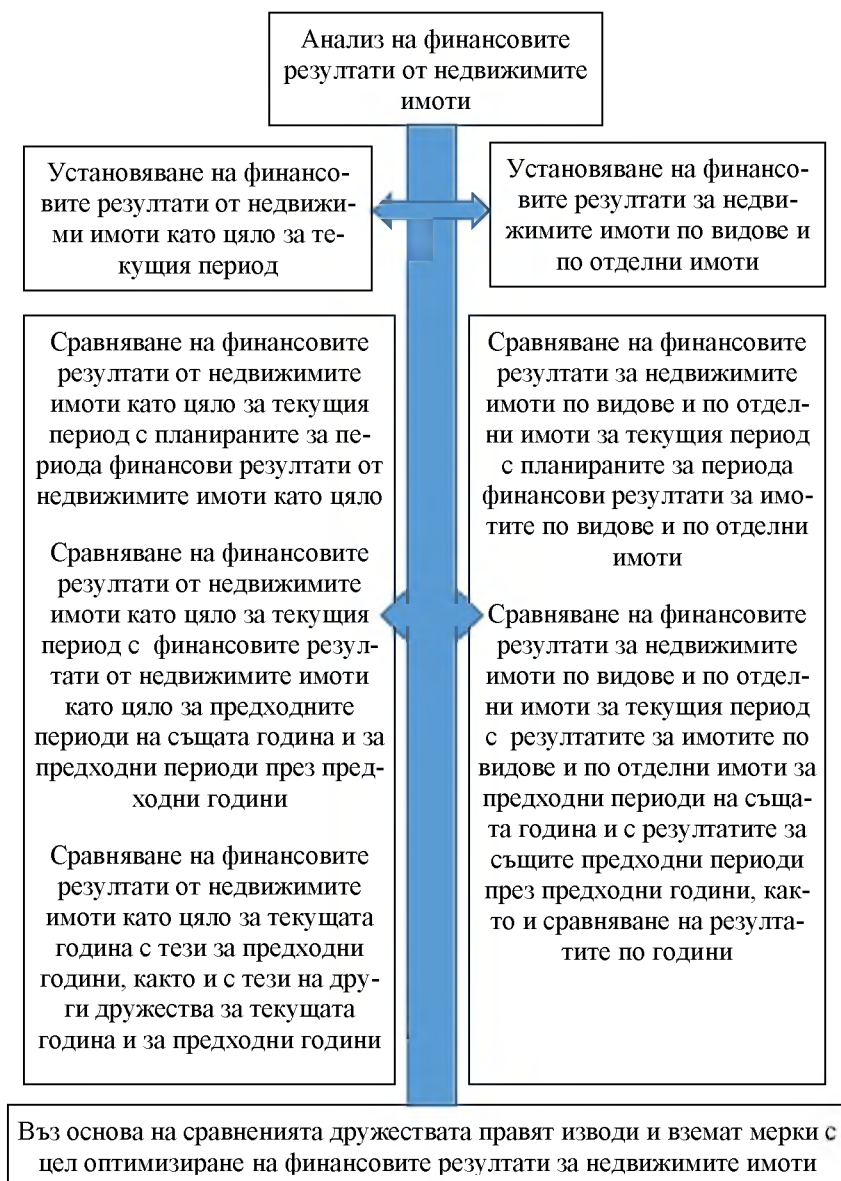 Анализ на финансовите
резултати от недвижимите
имоти
Установяване на финансо-
вите резултати от недвижи-
ми имоти като цяло за те-
кущия период
Установяване на финансо-
вите резултати за недви-
жимите имоти по видове и
по отделни имоти
Сравняване на финансовите
резултати от недвижимите
имоти като цяло за текущия
период с планираните за пе-
риода финансови резултати от
недвижимите имоти като цяло
Сравняване на финансовите
резултати от недвижимите
имоти като цяло за текущия
период с финансовите резул-
тати от недвижимите имоти
като цяло за предходните
периоди на същата година и за
предходни периоди през пред-
ходни години
Сравняване на финансовите
резултати от недвижимите
имоти като цяло за текущата
година с тези за предходни
години, както и с тези на дру-
ги дружества за текущата
година и за предходни години
Сравняване на финансовите
резултати за недвижимите
имоти по видове и по отдел-
ни имоти за текущия период
с планираните за периода
финансови резултати за имо-
тите по видове и по отделни
имоти
Сравняване на финансовите
резултати за недвижимите
имоти по видове и по отдел-
ни имоти за текущия период
с резултатите за имотите по
видове и по отделни имоти за
предходни периоди на съща-
та година и с резултатите за
същите предходни периоди
през предходни години, как-
то и сравняване на резулта-
тите по години
Въз основа на сравненията дружествата правят изводи и вземат мерки с
цел оптимизиране на финансовите резултати за недвижимите имоти